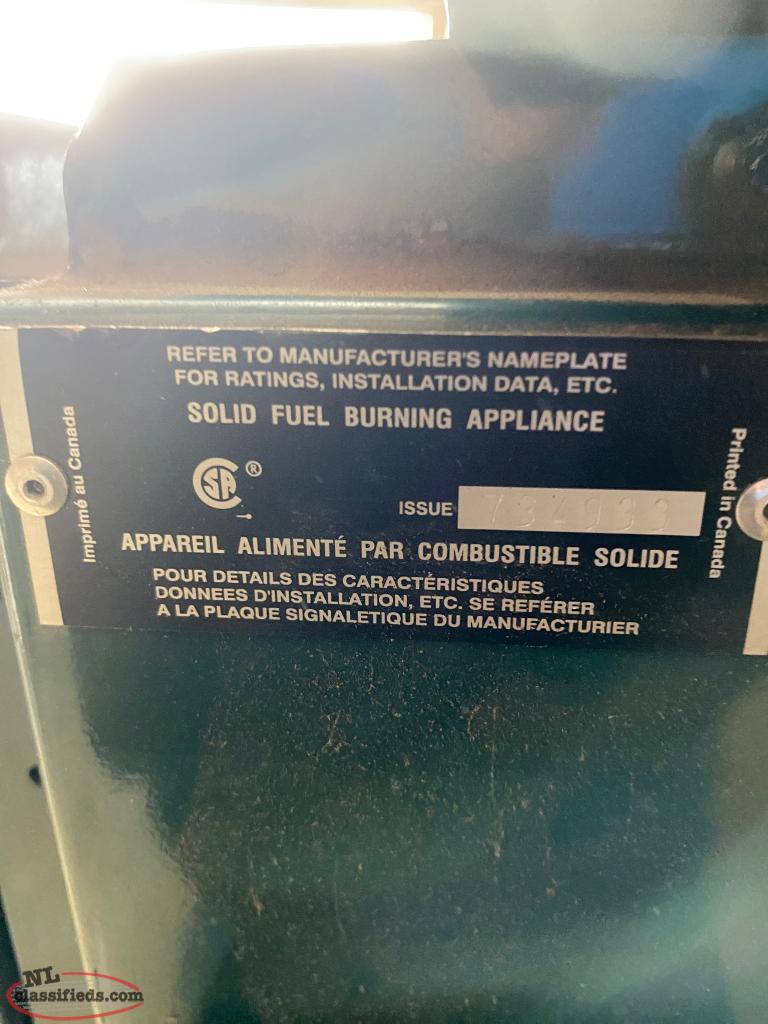 REFER TO MANUFACTURER'S NAMEPLATE
FOR RATINGS, INSTALLATION DATA, ETC.
SOLID FUEL BURNING APPLIANCE
Imprimé au Canada
CSA ®
ISSUE
Printed in Canada
APPAREIL ALIMENTÉ PAR COMBUSTIBLE SOLIDE
POUR DETAILS DES CARACTÉRISTIQUES
DONNEES D'INSTALLATION, ETC. SE REFÉRER
A LA PLAQUE SIGNALETIQUE DU MANUFACTURIER
NL
classifieds.com